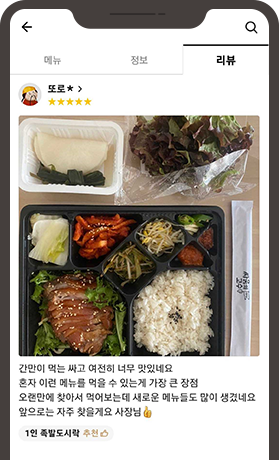 메뉴
정보
리뷰
또로★ >
★★★★★
간만이 먹는 싸고 여전히 너무 맛있네요
혼자 이런 메뉴를 먹을 수 있는게 가장 큰 장점
오랜만에 찾아서 먹어보는데 새로운 메뉴들도 많이 생겼네요
앞으로는 자주 찾을게요 사장님👍
1인 족발도시락 추천